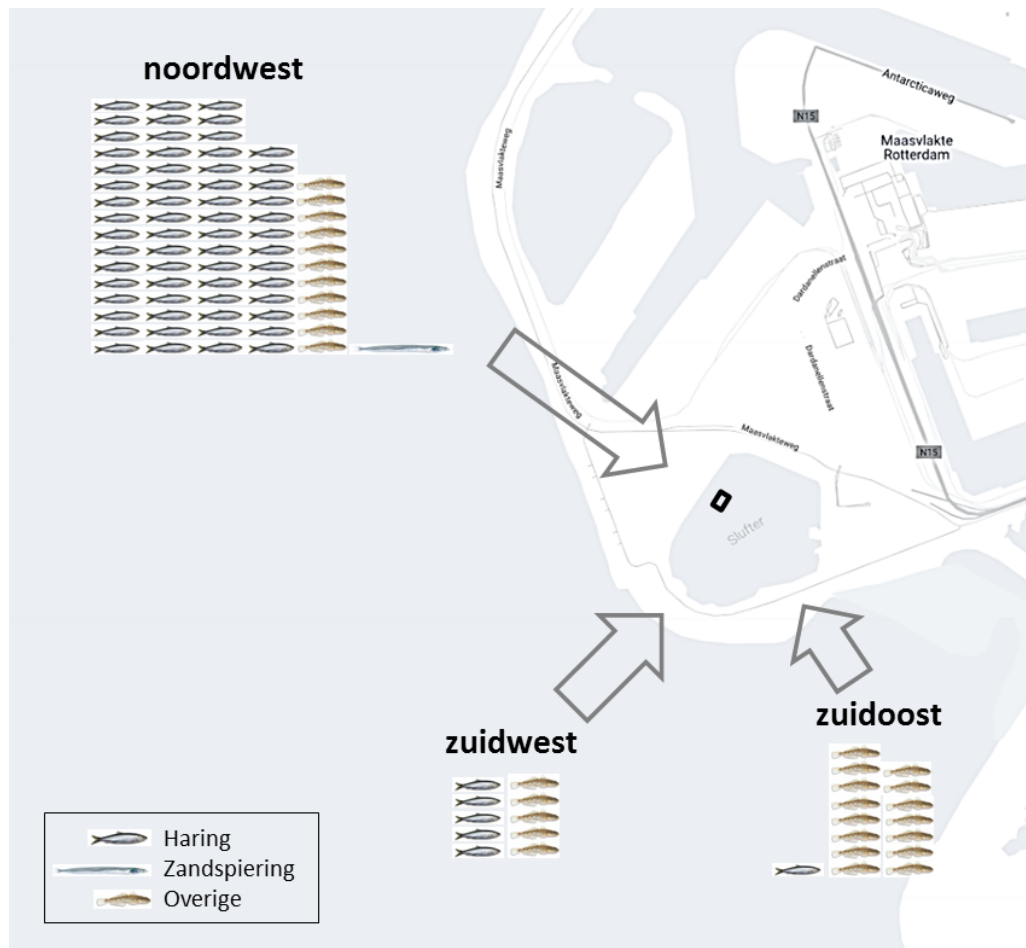 noordwest
Antarcticaweg
N15
Maasvlakte
Rotterdam
Maasvlakteweg
Dardanellenstraat
Dardanellenstraat
Maasvlakteweg
Maasvlakteweg
N15
Slufter
zuidwest
zuidoost
Haring
Zandspiering
Overige